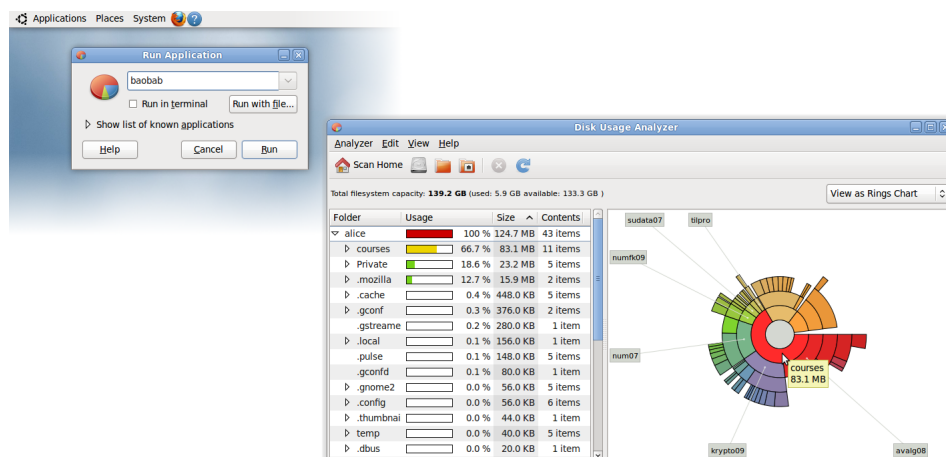 Applications Places System
Run Application
baobab
Run in terminal
Run with file...
Show list of known applications
Help Cancel Run
Disk Usage Analyzer
Analyzer Edit View Help
Scan Home
Total filesystem capacity: 139.2 GB (used: 5.9 GB available: 133.3 GB )
View as Rings Chart
Folder Usage Size Contents
alice 100 % 124.7 MB 43 items
courses 66.7 % 83.1 MB 11 items
Private 18.6 % 23.2 MB 5 items
.mozilla 12.7 % 15.9 MB 2 items
.cache 0.4 % 448.0 KB 5 items
.gconf 0.3 % 376.0 KB 2 items
.gstreame 0.2 % 280.0 KB 1 item
.local 0.1 % 156.0 KB 1 item
.pulse 0.1 % 148.0 KB 5 items
.gconfd 0.1 % 80.0 KB 1 item
.gnome2 0.0 % 56.0 KB 5 items
.config 0.0 % 56.0 KB 6 items
.thumbnai 0.0 % 44.0 KB 1 item
temp 0.0 % 40.0 KB 5 items
.dbus 0.0 % 20.0 KB 1 item
sudata07
tilpro
numfk09
num07
courses
83.1 MB
krypto09
avalg08